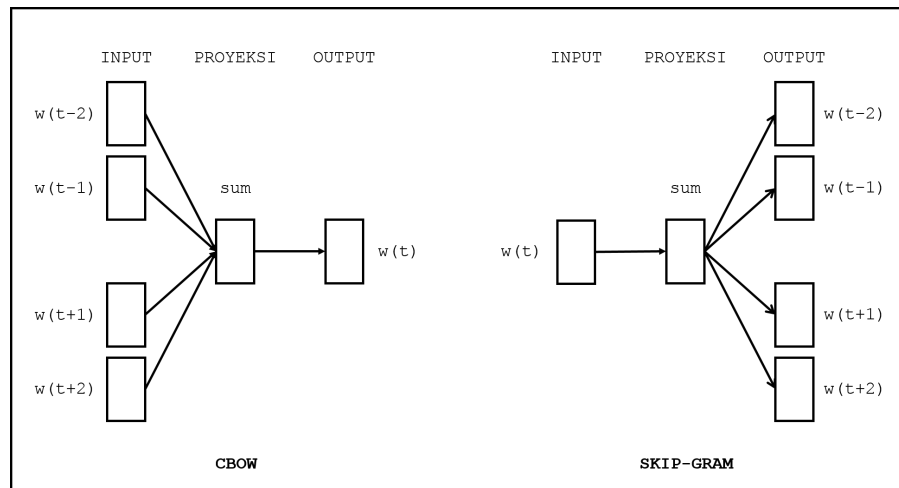 INPUT PROYEKSI OUTPUT
w(t-2)
w(t-1)
sum
w(t)
w(t+1)
w(t+2)
CBOW
INPUT PROYEKSI OUTPUT
w(t-2)
w(t-1)
sum
w(t)
w(t+1)
w(t+2)
SKIP-GRAM